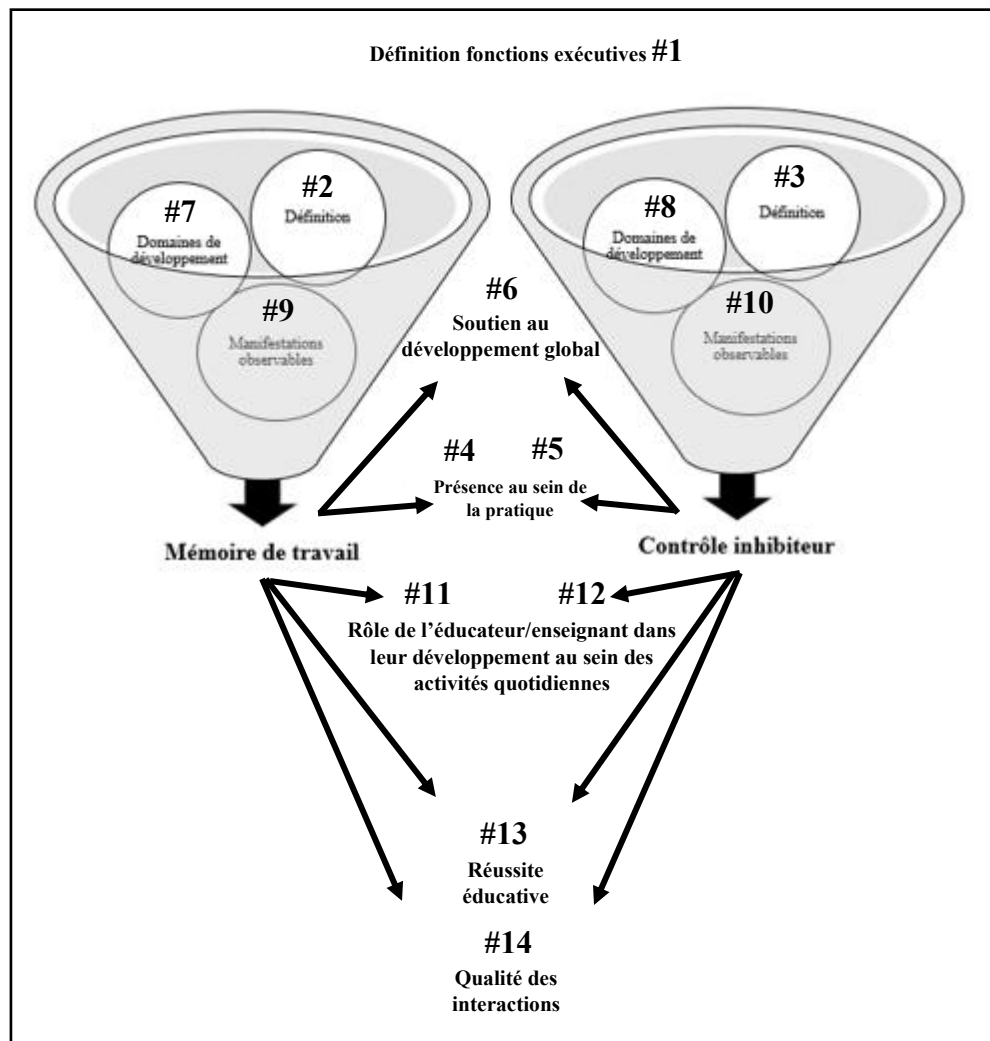 Définition fonctions exécutives #1
#2
Définition
#7
Domaines de
développement
#9
Manifestations
observables
#3
Définition
#8
Domaines de
développement
#10
Manifestations
observables
#6
Soutien au
développement global
#4 #5
Présence au sein de
la pratique
Mémoire de travail
Contrôle inhibiteur
#11 #12
Rôle de l’éducateur/enseignant dans
leur développement au sein des
activités quotidiennes
#13
Réussite
éducative
#14
Qualité des
interactions